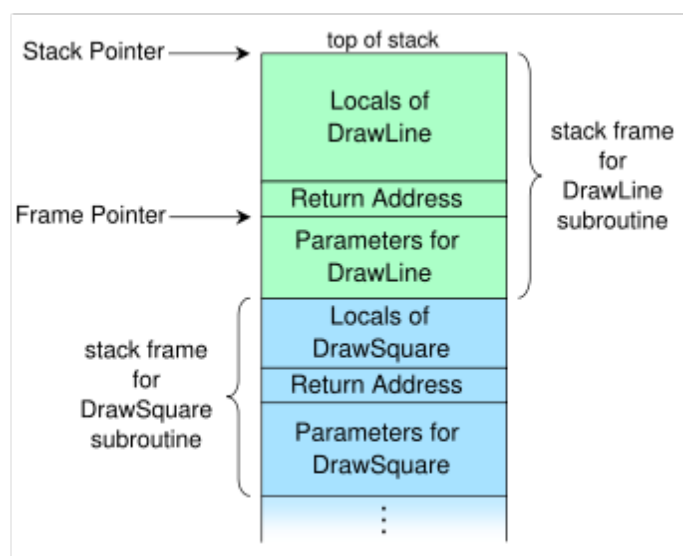 top of stack
Stack Pointer
Locals of
DrawLine
stack frame
for
DrawLine
subroutine
Return Address
Frame Pointer
Parameters for
DrawLine
Locals of
DrawSquare
stack frame
for
DrawSquare
subroutine
Return Address
Parameters for
DrawSquare